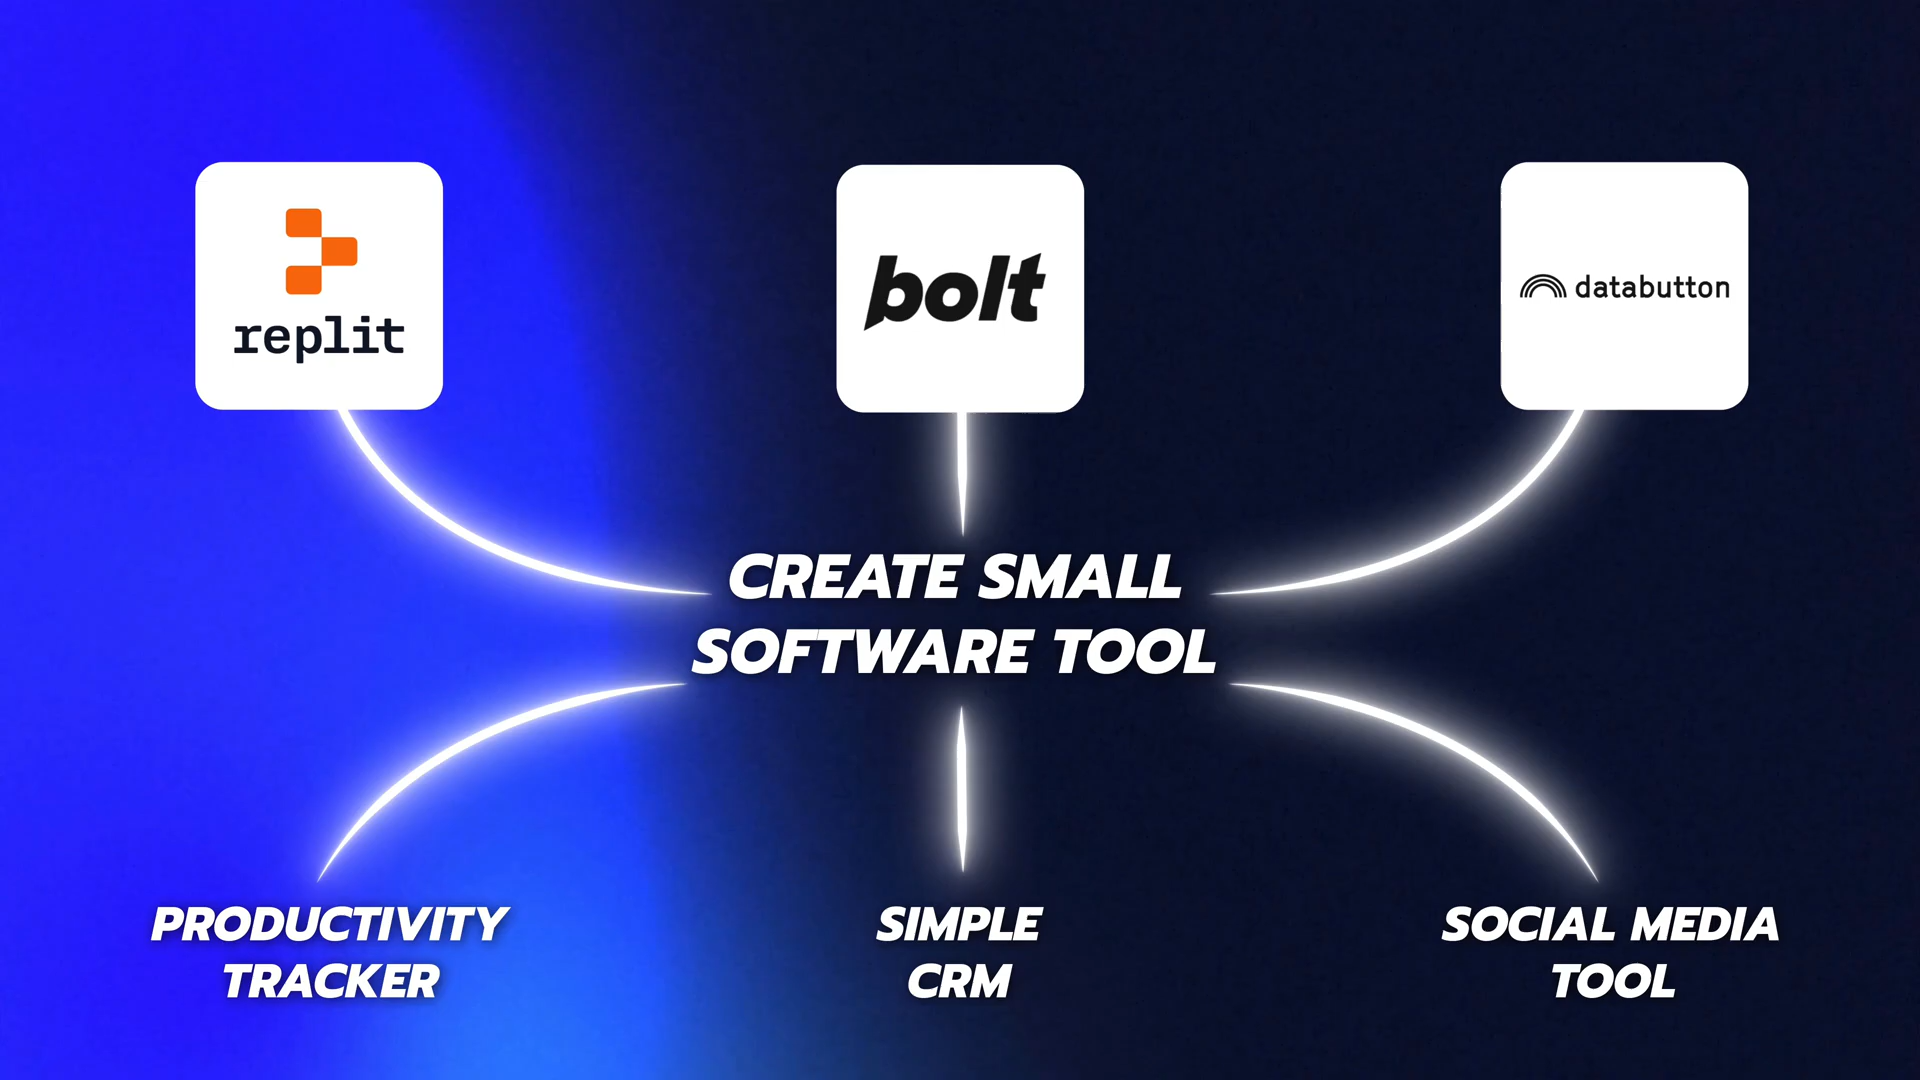 replit
bolt
databutton
CREATE SMALL
SOFTWARE TOOL
PRODUCTIVITY
TRACKER
SIMPLE
CRM
SOCIAL MEDIA
TOOL